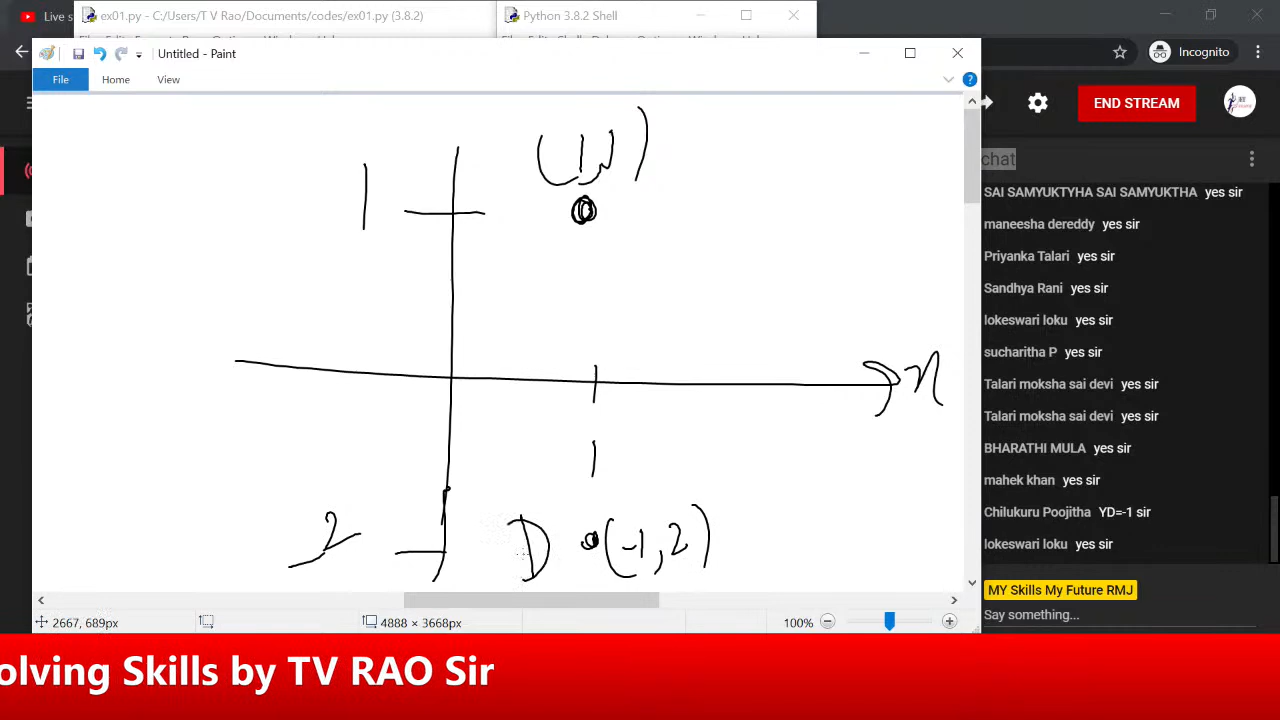 Live s
ex01.py - C:/Users/T V Rao/Documents/codes/ex01.py (3.8.2)
Python 3.8.2 Shell
Untitled - Paint
Incognito
File
Home
View
END STREAM
chat
SAI SAMYUKTYHA SAI SAMYUKTHA yes sir
maneesha dereddy yes sir
Priyanka Talari yes sir
Sandhya Rani yes sir
lokeswari loku yes sir
sucharitha P yes sir
Talari moksha sai devi yes sir
Talari moksha sai devi yes sir
BHARATHI MULA yes sir
mahek khan yes sir
Chilukuru Poojitha YD=-1 sir
lokeswari loku yes sir
MY Skills My Future RMJ
Say something...
1
x
1
2
D (-1,2)
2667, 689px
4888 × 3668px
100%
olving Skills by TV RAO Sir